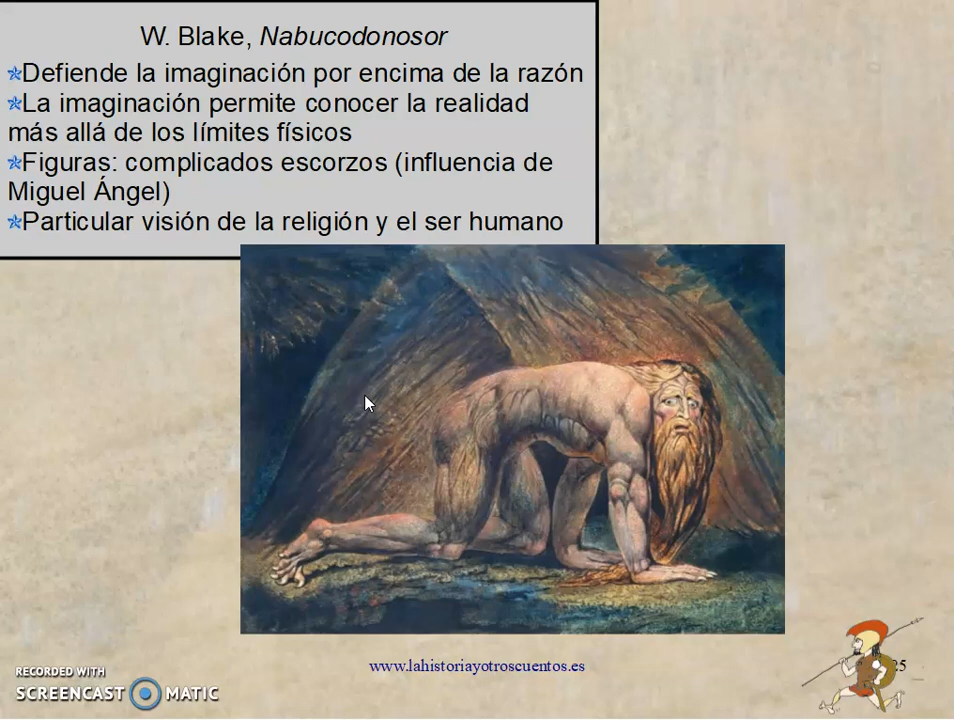 W. Blake, Nabucodonosor
Defiende la imaginación por encima de la razón
La imaginación permite conocer la realidad
más allá de los límites físicos
Figuras: complicados escorzos (influencia de
Miguel Ángel)
Particular visión de la religión y el ser humano
www.lahistoriayotroscuentos.es
25
RECORDED WITH
SCREENCAST MATIC